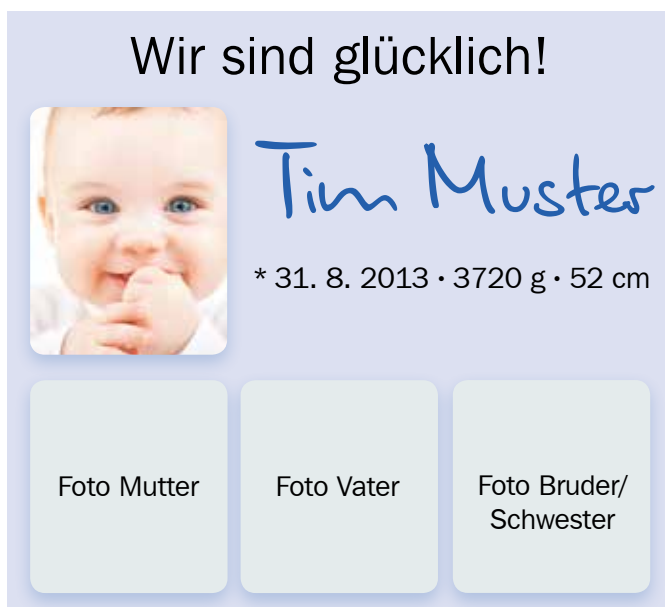 Wir sind glücklich!
Tim Muster
* 31. 8. 2013 · 3720 g · 52 cm
Foto Mutter
Foto Vater
Foto Bruder/
Schwester